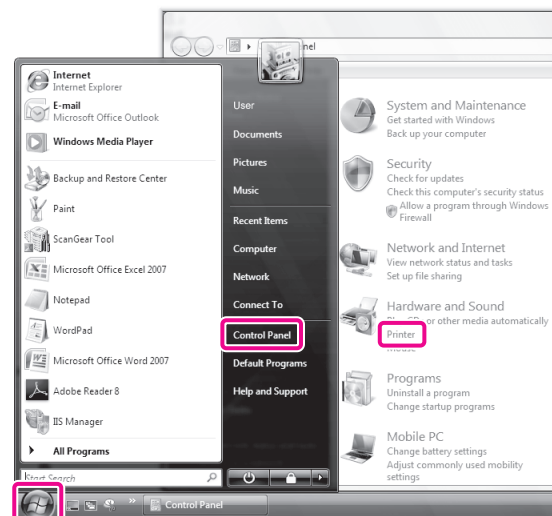 nel
Internet
Internet Explorer
E-mail
Microsoft Office Outlook
Windows Media Player
Backup and Restore Center
Paint
ScanGear Tool
Microsoft Office Excel 2007
Notepad
WordPad
Microsoft Office Word 2007
Adobe Reader 8
IIS Manager
All Programs
Start Search
User
Documents
Pictures
Music
Recent Items
Computer
Network
Connect To
Control Panel
Default Programs
Help and Support
System and Maintenance
Get started with Windows
Back up your computer
Security
Check for updates
Check this computer's security status
Allow a program through Windows
Firewall
Network and Internet
View network status and tasks
Set up file sharing
Hardware and Sound
or other media automatically
Printer
Mouse
Programs
Uninstall a program
Change startup programs
Mobile PC
Change battery settings
Adjust commonly used mobility
settings
Control Panel